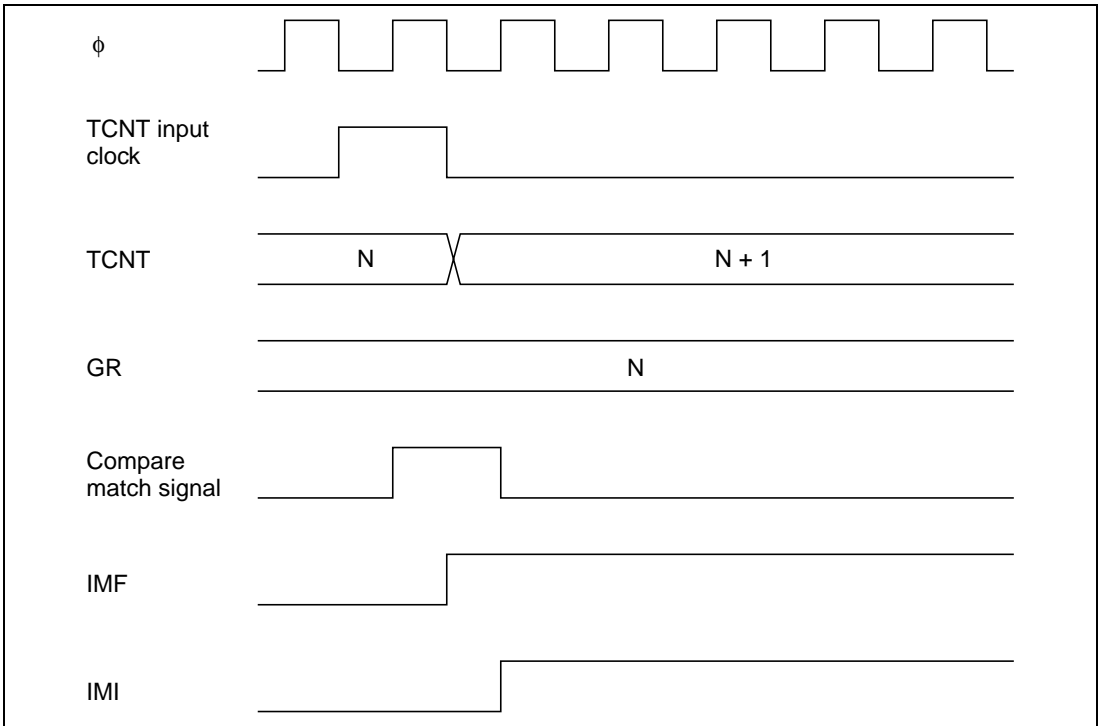 ϕ
TCNT input
clock
TCNT
N
N + 1
GR
N
Compare
match signal
IMF
IMI